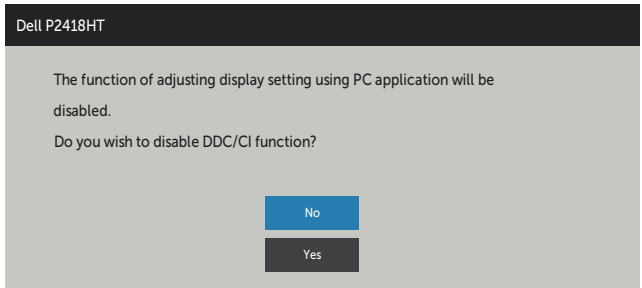 Dell P2418HT
The function of adjusting display setting using PC application will be
disabled.
Do you wish to disable DDC/CI function?
No
Yes